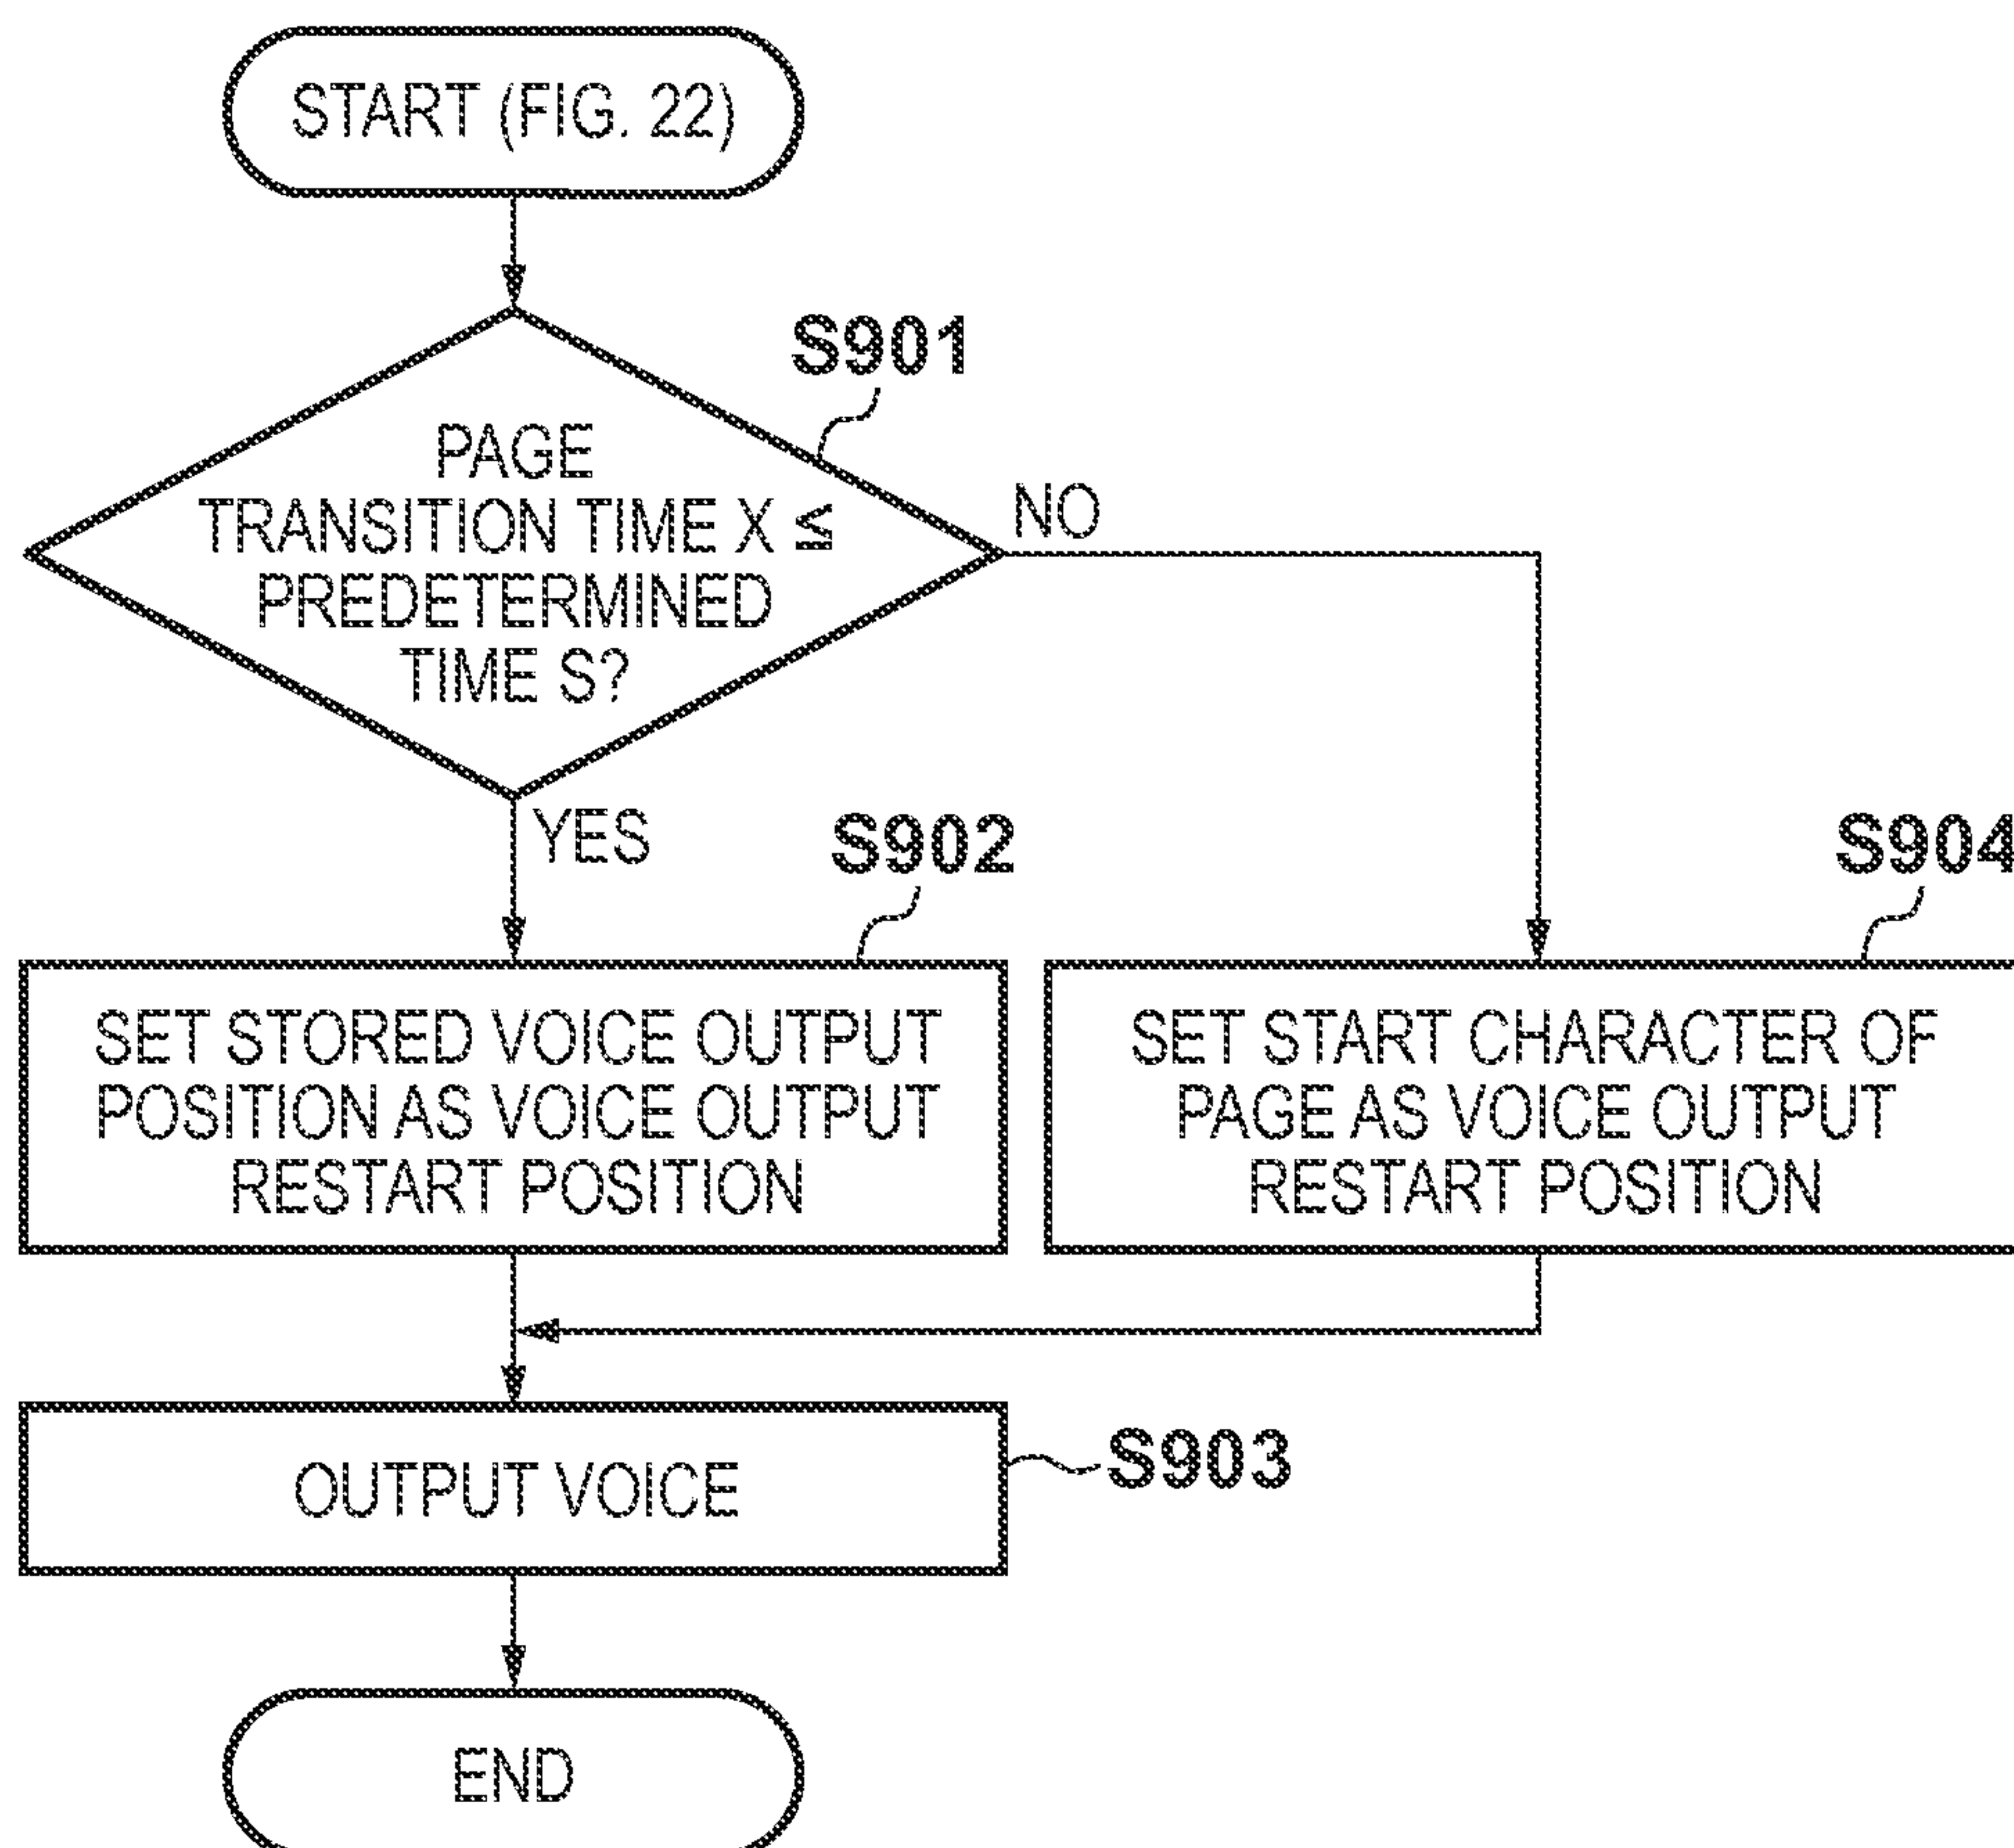 START (FIG. 22)
S901
PAGE
TRANSITION TIME X ≦
PREDETERMINED
TIME S?
NO
YES
S902
S904
SET STORED VOICE OUTPUT
POSITION AS VOICE OUTPUT
RESTART POSITION
SET START CHARACTER OF
PAGE AS VOICE OUTPUT
RESTART POSITION
OUTPUT VOICE
S903
END